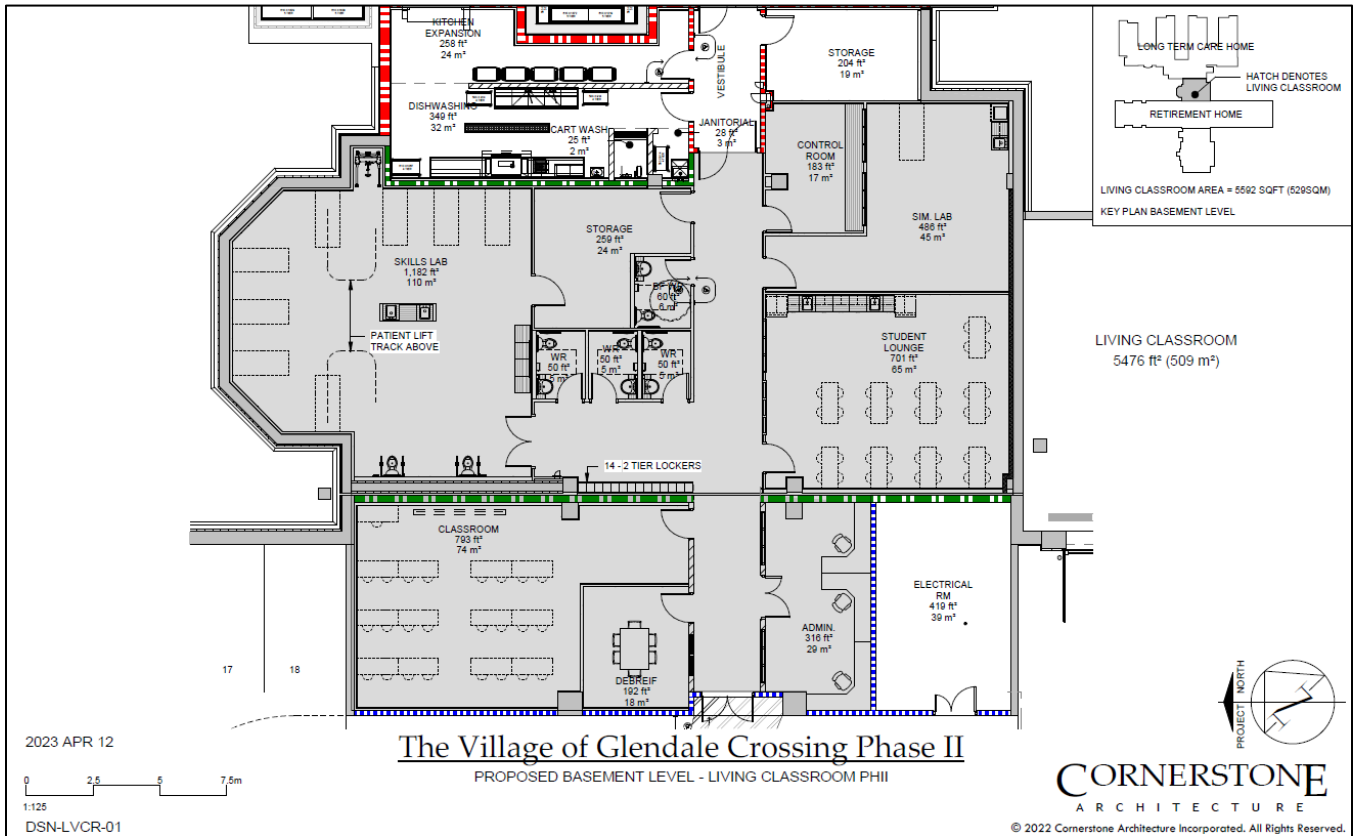 KITCHEN
EXPANSION
258 ft²
24 m²
VESTIBULE
STORAGE
204 ft²
19 m²
LONG TERM CARE HOME
HATCH DENOTES
LIVING CLASSROOM
RETIREMENT HOME
LIVING CLASSROOM AREA = 5592 SQFT (529SQM)
KEY PLAN BASEMENT LEVEL
DISHWASHING
349 ft²
32 m²
CART WASH
25 ft²
2 m²
JANITORIAL
28 ft²
3 m²
CONTROL
ROOM
183 ft²
17 m²
SIM. LAB
486 ft²
45 m²
STORAGE
259 ft²
24 m²
SKILLS LAB
1,182 ft²
110 m²
60 ft²
6 m²
PATIENT LIFT
TRACK ABOVE
WR
50 ft²
5 m²
WR
50 ft²
5 m²
WR
50 ft²
5 m²
STUDENT
LOUNGE
701 ft²
65 m²
LIVING CLASSROOM
5476 ft² (509 m²)
14 - 2 TIER LOCKERS
CLASSROOM
793 ft²
74 m²
ELECTRICAL
RM
419 ft²
39 m²
ADMIN.
316 ft²
29 m²
DEBREIF
192 ft²
18 m²
17
18
PROJECT NORTH
2023 APR 12
The Village of Glendale Crossing Phase II
PROPOSED BASEMENT LEVEL - LIVING CLASSROOM PHII
0 2.5 5 7.5m
1:125
DSN-LVCR-01
CORNERSTONE
ARCHITECTURE
© 2022 Cornerstone Architecture Incorporated. All Rights Reserved.